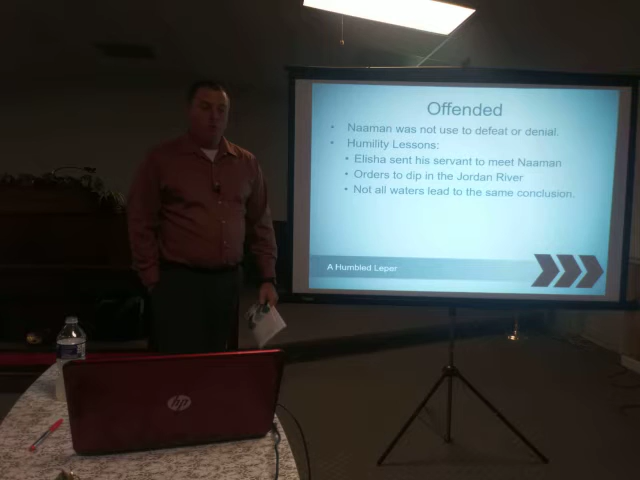 Offended
• Naaman was not use to defeat or denial.
• Humility Lessons:
• Elisha sent his servant to meet Naaman
• Orders to dip in the Jordan River
• Not all waters lead to the same conclusion.
A Humbled Leper
hp